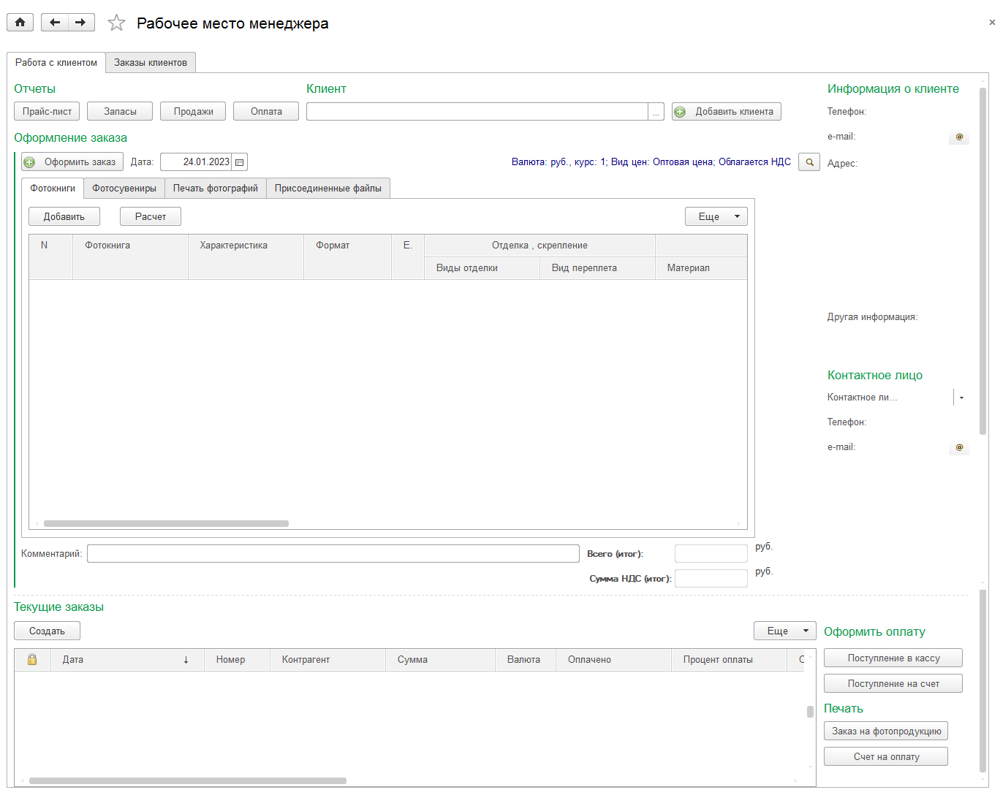 Рабочее место менеджера
Работа с клиентом
Заказы клиентов
Отчеты
Клиент
Информация о клиенте
Прайс-лист
Запасы
Продажи
Оплата
...
Добавить клиента
Телефон:
e-mail:
@
Оформление заказа
Оформить заказ
Дата:
24.01.2023
Валюта: руб., курс: 1; Вид цен: Оптовая цена; Облагается НДС
Адрес:
Фотокниги
Фотосувениры
Печать фотографий
Присоединенные файлы
Добавить
Расчет
Еще
N
Фотокнига
Характеристика
Формат
Е.
Отделка , скрепление
Виды отделки
Вид переплета
Материал
Другая информация:
Контактное лицо
Контактное ли...
Телефон:
e-mail:
@
Комментарий:
Всего (итог):
руб.
Сумма НДС (итог):
руб.
Текущие заказы
Создать
Еще
Оформить оплату
Дата
Номер
Контрагент
Сумма
Валюта
Оплачено
Процент оплаты
Поступление в кассу
Поступление на счет
Печать
Заказ на фотопродукцию
Счет на оплату